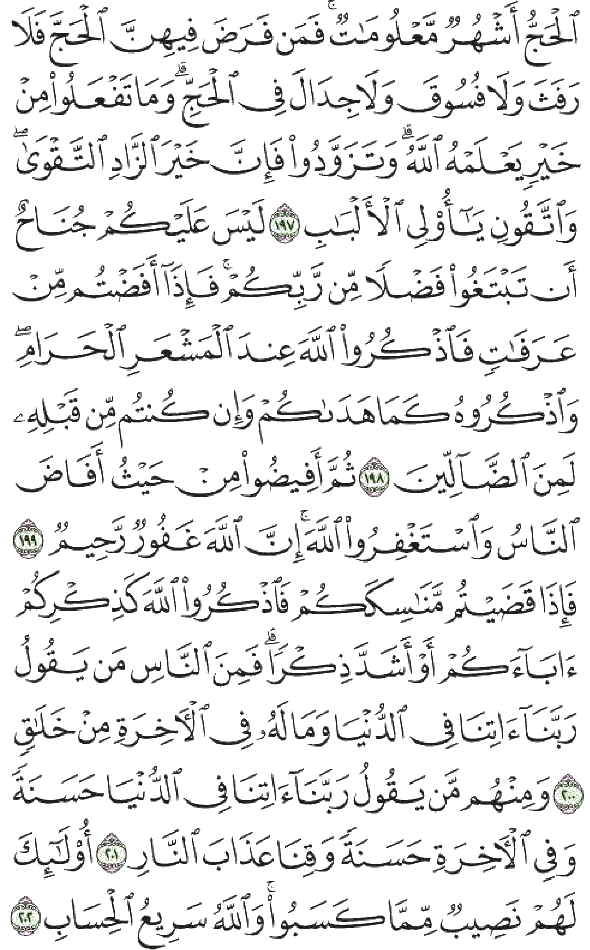 ٱلْحَجُّ أَشْهُرٌ مَّعْلُومَٰتٌ ۚ فَمَن فَرَضَ فِيهِنَّ ٱلْحَجَّ فَلَا
رَفَثَ وَلَا فُسُوقَ وَلَا جِدَالَ فِى ٱلْحَجِّ ۗ وَمَا تَفْعَلُوا۟ مِنْ
خَيْرٍ يَعْلَمْهُ ٱللَّهُ ۗ وَتَزَوَّدُوا۟ فَإِنَّ خَيْرَ ٱلزَّادِ ٱلتَّقْوَىٰ ۖ
وَٱتَّقُونِ يَٰٓأُو۟لِى ٱلْأَلْبَٰبِ ١٩٧ لَيْسَ عَلَيْكُمْ جُنَاحٌ
أَن تَبْتَغُوا۟ فَضْلًا مِّن رَّبِّكُمْ ۚ فَإِذَآ أَفَضْتُم مِّنْ
عَرَفَٰتٍ فَٱذْكُرُوا۟ ٱللَّهَ عِندَ ٱلْمَشْعَرِ ٱلْحَرَامِ ۖ
وَٱذْكُرُوهُ كَمَا هَدَىٰكُمْ وَإِن كُنتُم مِّن قَبْلِهِۦ
لَمِنَ ٱلضَّآلِّينَ ١٩٨ ثُمَّ أَفِيضُوا۟ مِنْ حَيْثُ أَفَاضَ
ٱلنَّاسُ وَٱسْتَغْفِرُوا۟ ٱللَّهَ ۚ إِنَّ ٱللَّهَ غَفُورٌ رَّحِيمٌ ١٩٩
فَإِذَا قَضَيْتُم مَّنَٰسِكَكُمْ فَٱذْكُرُوا۟ ٱللَّهَ كَذِكْرِكُمْ
ءَابَآءَكُمْ أَوْ أَشَدَّ ذِكْرًا ۗ فَمِنَ ٱلنَّاسِ مَن يَقُولُ
رَبَّنَآ ءَاتِنَا فِى ٱلدُّنْيَا وَمَا لَهُۥ فِى ٱلْءَاخِرَةِ مِنْ خَلَٰقٍ
٢٠٠ وَمِنْهُم مَّن يَقُولُ رَبَّنَآ ءَاتِنَا فِى ٱلدُّنْيَا حَسَنَةً
وَفِى ٱلْءَاخِرَةِ حَسَنَةً وَقِنَا عَذَابَ ٱلنَّارِ ٢٠١ أُو۟لَٰٓئِكَ
لَهُمْ نَصِيبٌ مِّمَّا كَسَبُوا۟ ۚ وَٱللَّهُ سَرِيعُ ٱلْحِسَابِ ٢٠٢